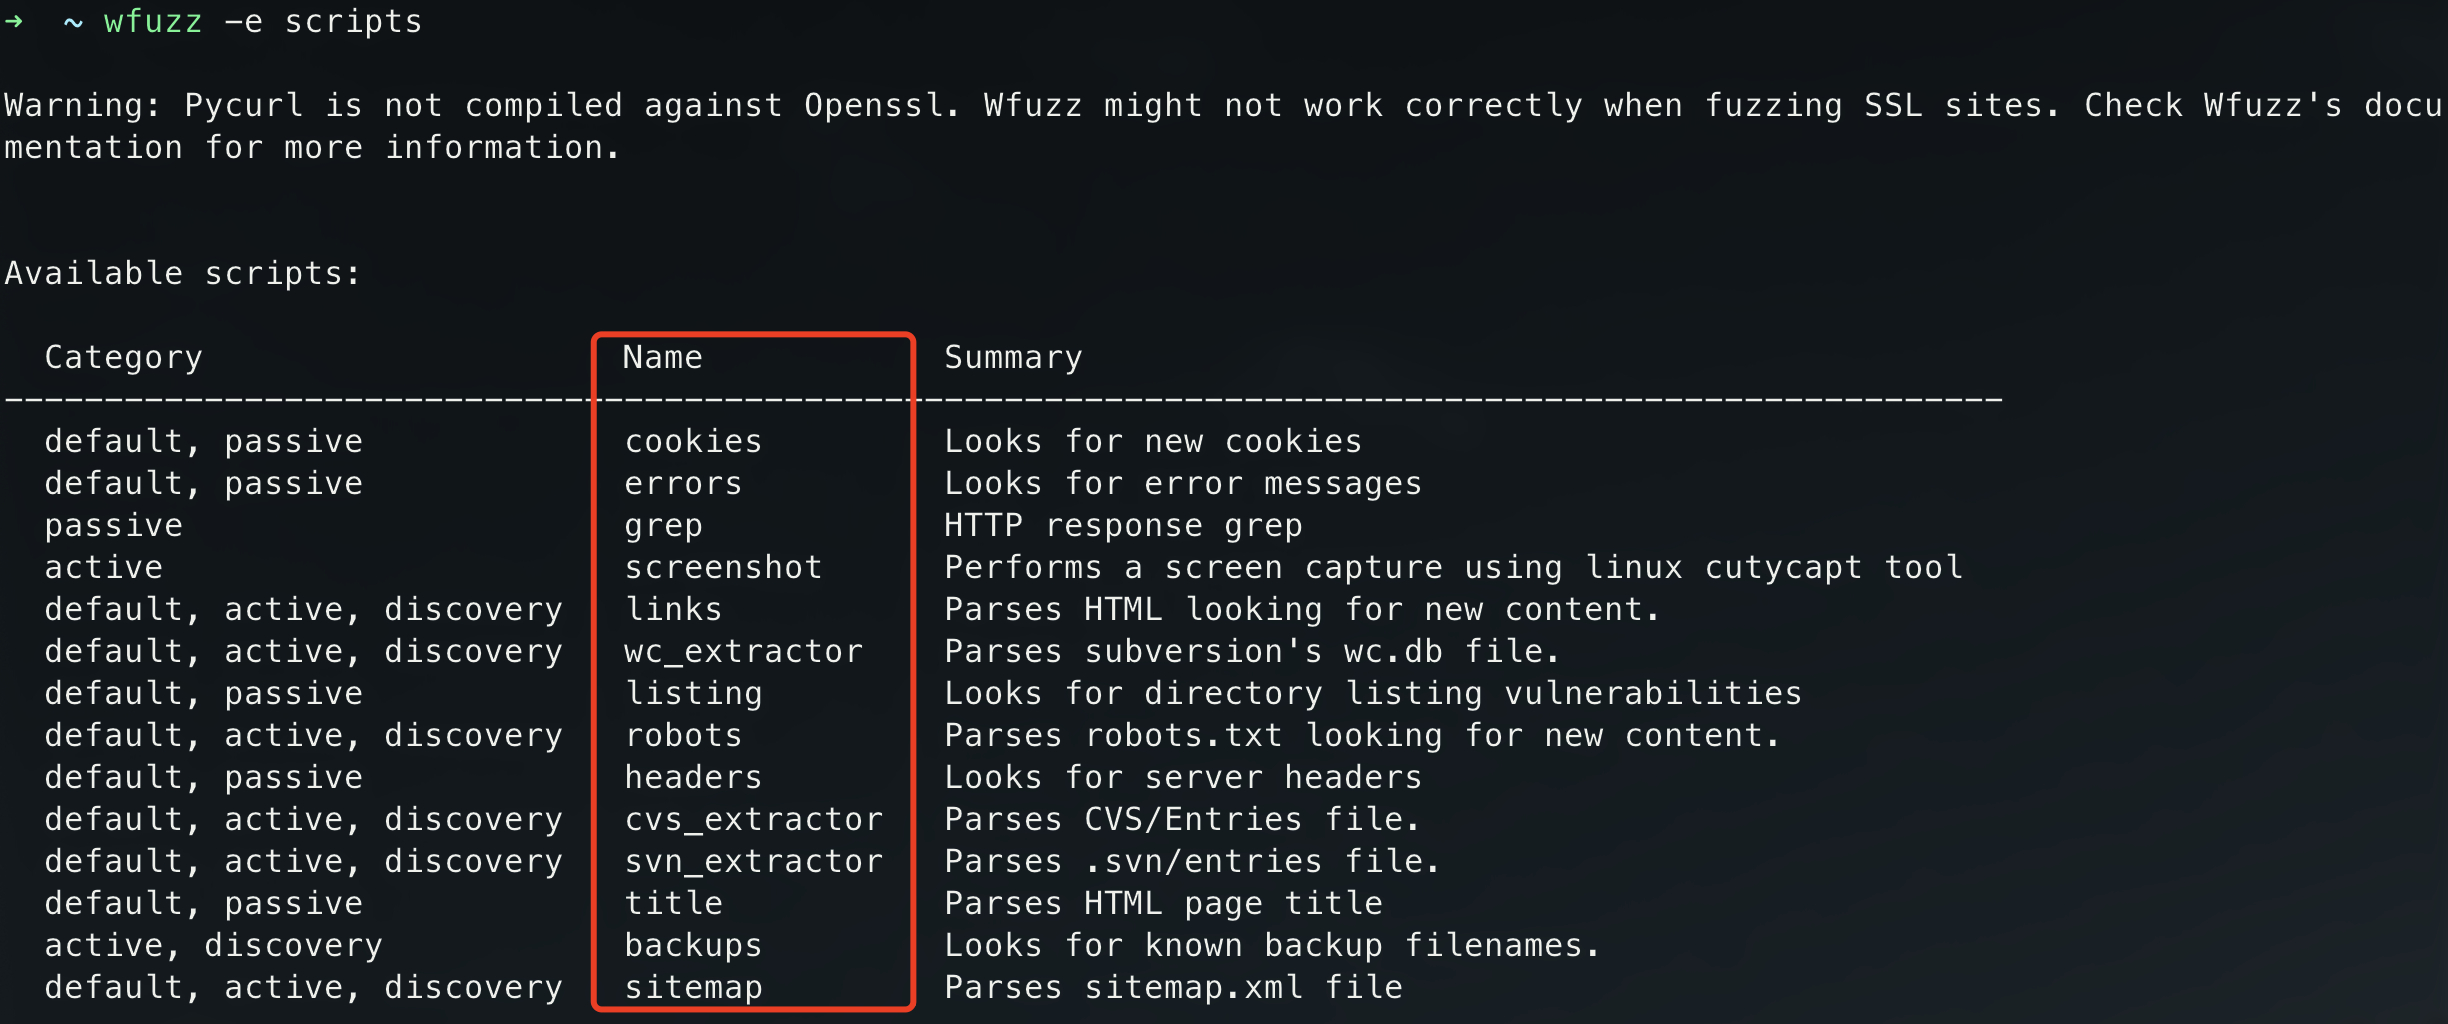 ➜  ~ wfuzz -e scripts
Warning: Pycurl is not compiled against Openssl. Wfuzz might not work correctly when fuzzing SSL sites. Check Wfuzz's docu
mentation for more information.
Available scripts:
  Category                     Name            Summary
----------------------------------------------------------------------------------------------------
  default, passive             cookies         Looks for new cookies
  default, passive             errors          Looks for error messages
  passive                      grep            HTTP response grep
  active                       screenshot      Performs a screen capture using linux cutycapt tool
  default, active, discovery   links           Parses HTML looking for new content.
  default, active, discovery   wc_extractor    Parses subversion's wc.db file.
  default, passive             listing         Looks for directory listing vulnerabilities
  default, active, discovery   robots          Parses robots.txt looking for new content.
  default, passive             headers         Looks for server headers
  default, active, discovery   cvs_extractor   Parses CVS/Entries file.
  default, active, discovery   svn_extractor   Parses .svn/entries file.
  default, passive             title           Parses HTML page title
  active, discovery            backups         Looks for known backup filenames.
  default, active, discovery   sitemap         Parses sitemap.xml file